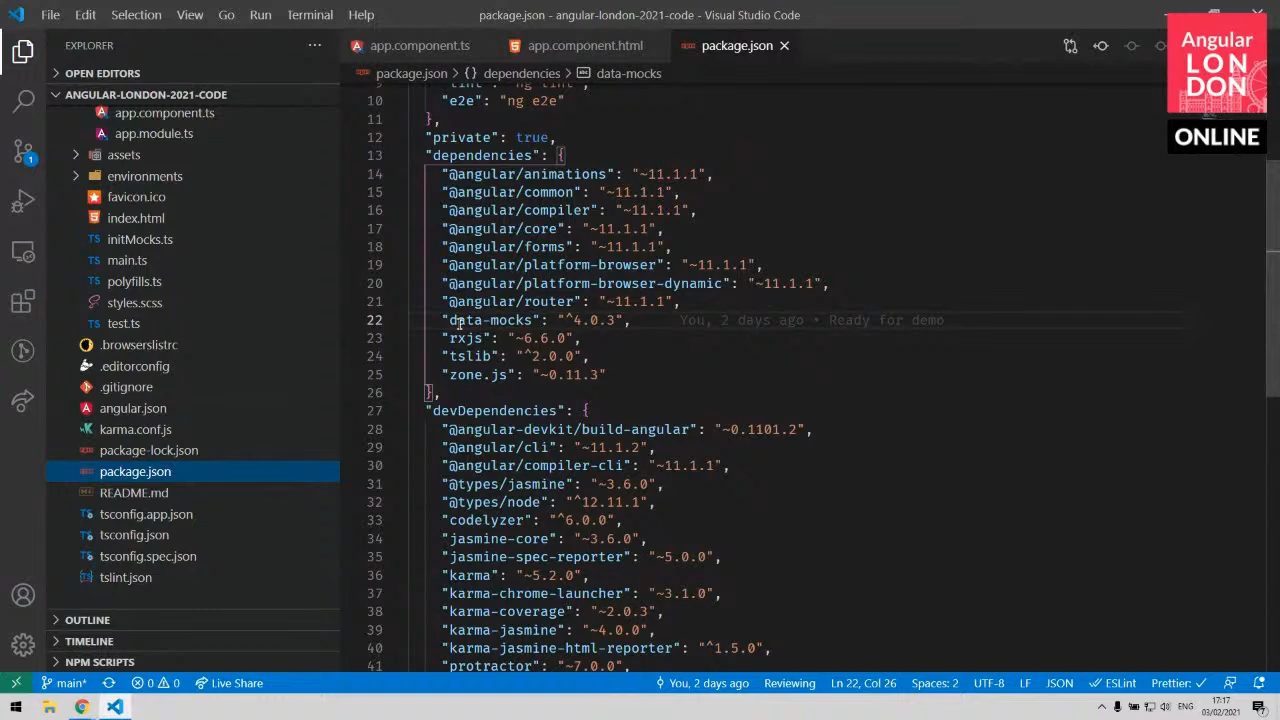 File Edit Selection View Go Run Terminal Help
package.json - angular-london-2021-code - Visual Studio Code
Angular
LON
DON
ONLINE
EXPLORER
OPEN EDITORS
ANGULAR-LONDON-2021-CODE
app.component.ts
app.module.ts
assets
environments
favicon.ico
index.html
TS initMocks.ts
TS main.ts
TS polyfills.ts
styles.scss
TS test.ts
.browserslistrc
.editorconfig
.gitignore
angular.json
karma.conf.js
package-lock.json
package.json
README.md
tsconfig.app.json
tsconfig.json
tsconfig.spec.json
tslint.json
OUTLINE
TIMELINE
NPM SCRIPTS
1
app.component.ts app.component.html package.json
package.json > {} dependencies > data-mocks
10 "e2e": "ng e2e"
11 },
12 "private": true,
13 "dependencies": {
14 "@angular/animations": "~11.1.1",
15 "@angular/common": "~11.1.1",
16 "@angular/compiler": "~11.1.1",
17 "@angular/core": "~11.1.1",
18 "@angular/forms": "~11.1.1",
19 "@angular/platform-browser": "~11.1.1",
20 "@angular/platform-browser-dynamic": "~11.1.1",
21 "@angular/router": "~11.1.1",
22 "data-mocks": "^4.0.3", You, 2 days ago • Ready for demo
23 "rxjs": "~6.6.0",
24 "tslib": "^2.0.0",
25 "zone.js": "~0.11.3"
26 },
27 "devDependencies": {
28 "@angular-devkit/build-angular": "~0.1101.2",
29 "@angular/cli": "~11.1.2",
30 "@angular/compiler-cli": "~11.1.1",
31 "@types/jasmine": "~3.6.0",
32 "@types/node": "^12.11.1",
33 "codelyzer": "^6.0.0",
34 "jasmine-core": "~3.6.0",
35 "jasmine-spec-reporter": "~5.0.0",
36 "karma": "~5.2.0",
37 "karma-chrome-launcher": "~3.1.0",
38 "karma-coverage": "~2.0.3",
39 "karma-jasmine": "~4.0.0",
40 "karma-jasmine-html-reporter": "^1.5.0",
41 "protractor": "~7.0.0",
main* 0 0 Live Share You, 2 days ago Reviewing Ln 22, Col 26 Spaces: 2 UTF-8 LF JSON ESLint Prettier: ✓
ENG
17:17
03/02/2021